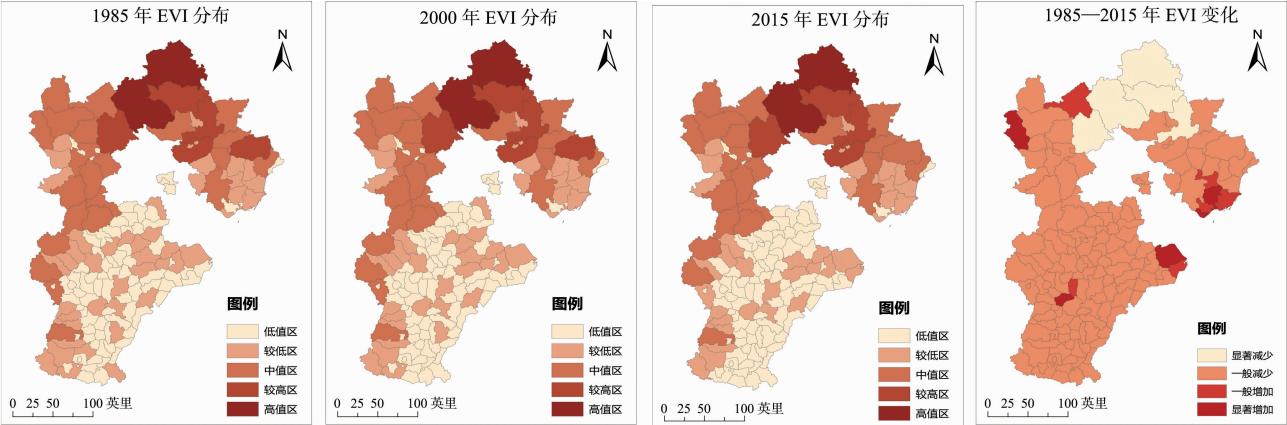 1985 年 EVI 分布
N
图例
低值区
较低区
中值区
较高区
高值区
0 25 50 100 英里
2000 年 EVI 分布
N
图例
低值区
较低区
中值区
较高区
高值区
0 25 50 100 英里
2015 年 EVI 分布
N
图例
低值区
较低区
中值区
较高区
高值区
0 25 50 100 英里
1985—2015 年 EVI 变化
N
图例
显著减少
一般减少
一般增加
显著增加
0 25 50 100 英里